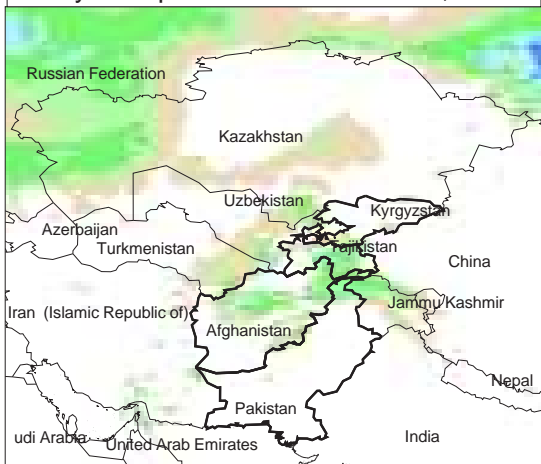 Russian Federation
Kazakhstan
Uzbekistan
Kyrgyzstan
Azerbaijan
Turkmenistan
Tajikistan
China
Iran (Islamic Republic of)
Jammu Kashmir
Afghanistan
Nepal
Pakistan
udi Arabia
United Arab Emirates
India